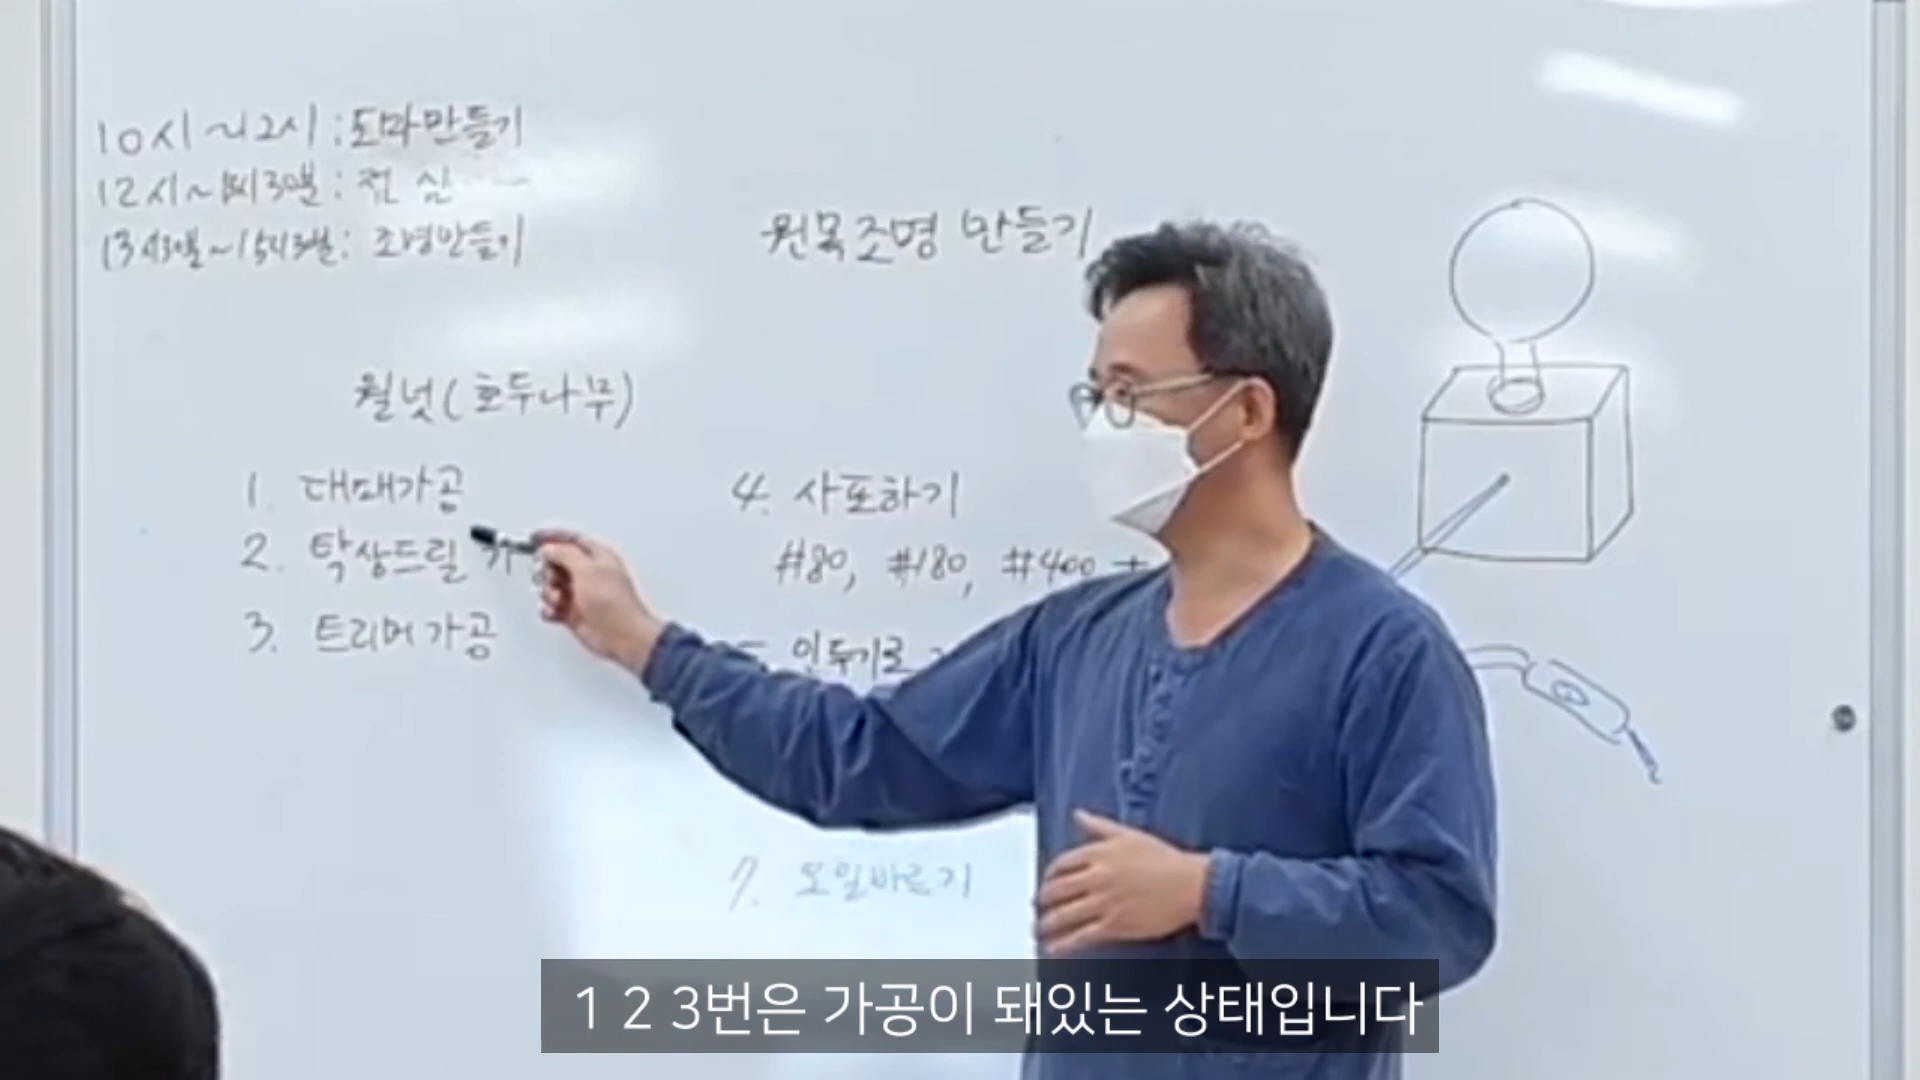 10시~12시:도마만들기
12시~13시30분: 점심
13시30분~15시30분: 조명만들기
원목조명 만들기
월넛(호두나무)
1. 대패가공
2. 탁상드릴
3. 트리머가공
4. 사포하기
#80, #180, #400 +
인두기로
7. 오일바르기
1 2 3번은 가공이 돼있는 상태입니다